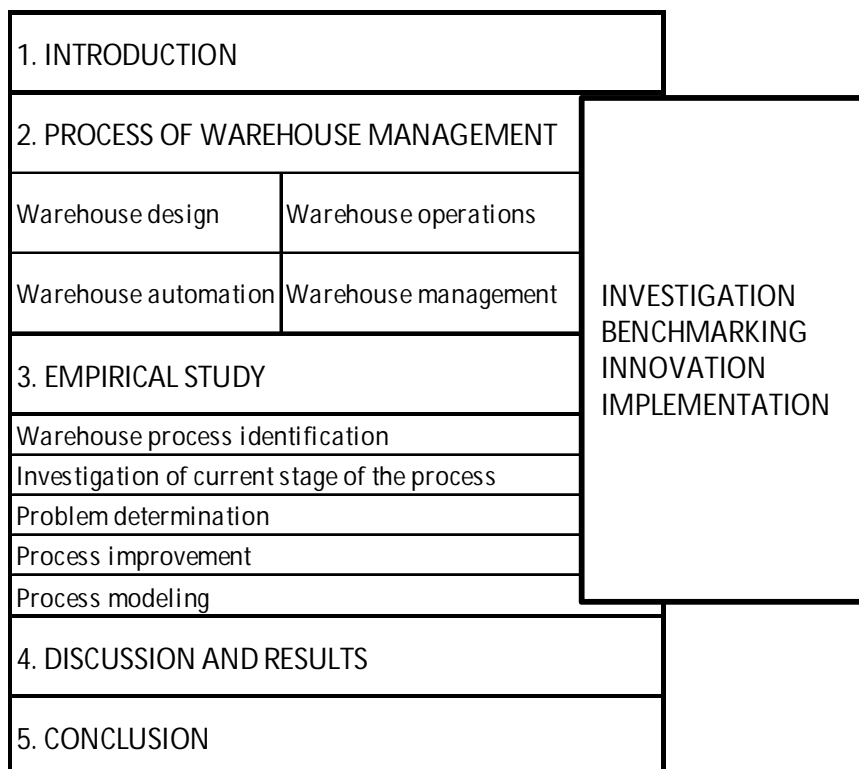 1. INTRODUCTION
2. PROCESS OF WAREHOUSE MANAGEMENT
Warehouse design
Warehouse operations
Warehouse automation
Warehouse management
3. EMPIRICAL STUDY
Warehouse process identification
Investigation of current stage of the process
Problem determination
Process improvement
Process modeling
4. DISCUSSION AND RESULTS
5. CONCLUSION
INVESTIGATION
BENCHMARKING
INNOVATION
IMPLEMENTATION